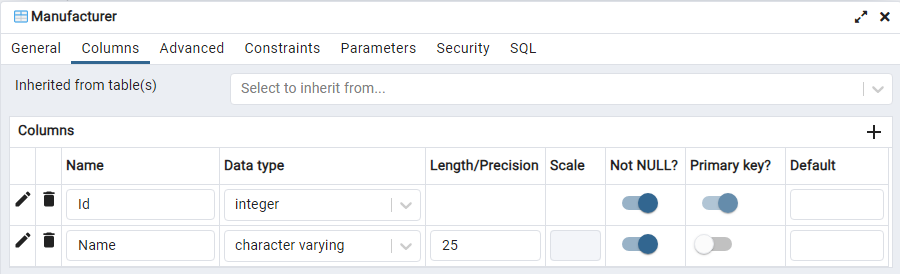 Manufacturer
General Columns Advanced Constraints Parameters Security SQL
Inherited from table(s) Select to inherit from...
Columns
Name Data type Length/Precision Scale Not NULL? Primary key? Default
Id integer
Name character varying 25